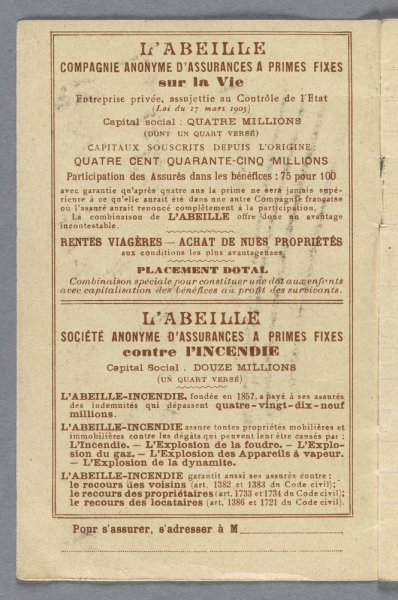 L'ABEILLE
COMPAGNIE ANONYME D'ASSURANCES A PRIMES FIXES
sur la Vie
Entreprise privée, assujettie au Contrôle de l'Etat
(Loi du 17 mars 1905)
Capital social : QUATRE MILLIONS
(DONT UN QUART VERSÉ)
CAPITAUX SOUSCRITS DEPUIS L'ORIGINE :
QUATRE CENT QUARANTE-CINQ MILLIONS
Participation des Assurés dans les bénéfices : 75 pour 100
avec garantie qu'après quatre ans la prime ne sera jamais supé-
rieure à ce qu'elle aurait été dans une autre Compagnie française
où l'assuré aurait renoncé complètement à la participation.
La combinaison de L'ABEILLE offre donc un avantage
incontestable.
RENTES VIAGÈRES — ACHAT DE NUES PROPRIÉTÉS
aux conditions les plus avantageuses
PLACEMENT DOTAL
Combinaison spéciale pour constituer une dot aux enfants
avec capitalisation des bénéfices au profit des survivants.
L'ABEILLE
SOCIÉTÉ ANONYME D'ASSURANCES A PRIMES FIXES
contre l'INCENDIE
Capital Social : DOUZE MILLIONS
(UN QUART VERSÉ)
L'ABEILLE-INCENDIE, fondée en 1857, a payé à ses assurés
des indemnités qui dépassent quatre-vingt-dix-neuf
millions.
L'ABEILLE-INCENDIE assure toutes propriétés mobilières et
immobilières contre les dégâts qui peuvent leur être causés par :
L'Incendie. — L'Explosion de la foudre. — L'Explo-
sion du gaz. — L'Explosion des Appareils à vapeur.
— L'Explosion de la dynamite.
L'ABEILLE-INCENDIE garantit aussi ses assurés contre :
le recours des voisins (art. 1382 et 1383 du Code civil);
le recours des propriétaires (art. 1733 et 1734 du Code civil);
le recours des locataires (art. 1386 et 1721 du Code civil).
Pour s'assurer, s'adresser à M